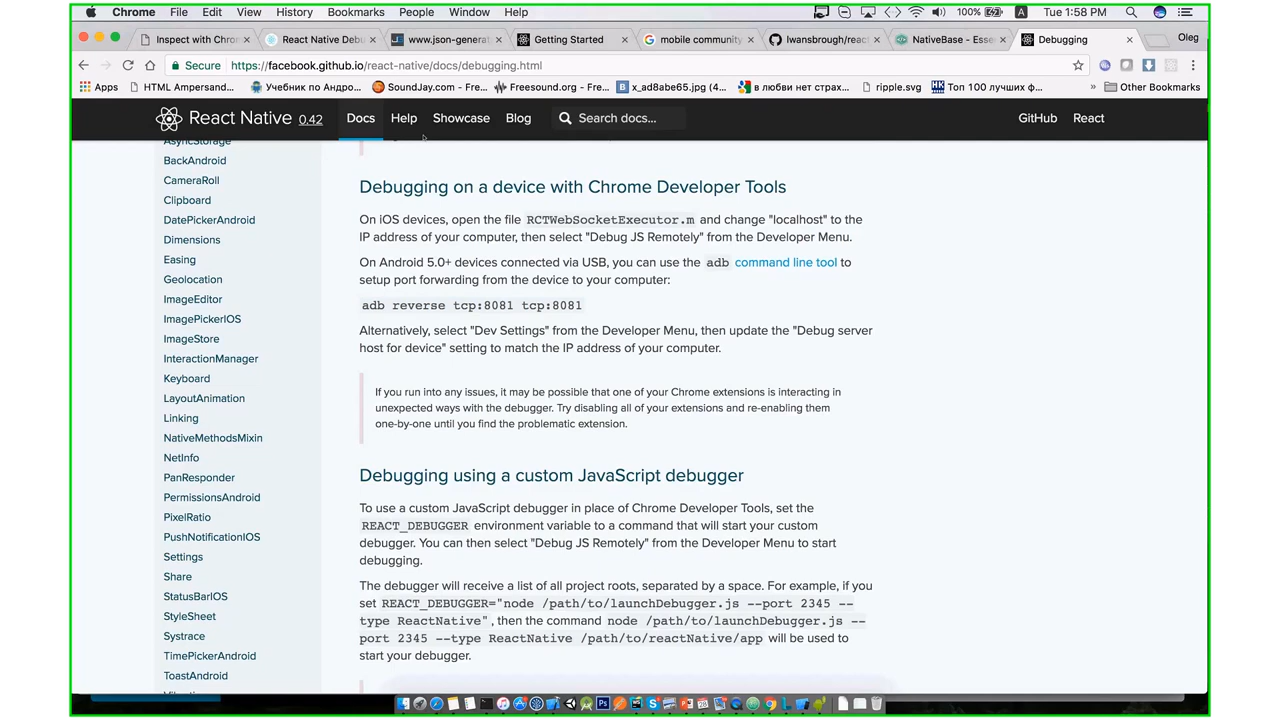 Chrome File Edit View History Bookmarks People Window Help 100% A Tue 1:58 PM
Inspect with Chrom
React Native Debu
www.json-generat
Getting Started
mobile community
lwansbrough/react
NativeBase - Esse
Debugging
Oleg
Secure https://facebook.github.io/react-native/docs/debugging.html
Apps HTML Ampersand... Учебник по Андро... SoundJay.com - Fre... Freesound.org - Fre... x_ad8abe65.jpg (4... в любви нет страх... ripple.svg Топ 100 лучших ф... » Other Bookmarks
React Native 0.42 Docs Help Showcase Blog Search docs... GitHub React
AsyncStorage
BackAndroid
CameraRoll
Clipboard
DatePickerAndroid
Dimensions
Easing
Geolocation
ImageEditor
ImagePickerIOS
ImageStore
InteractionManager
Keyboard
LayoutAnimation
Linking
NativeMethodsMixin
NetInfo
PanResponder
PermissionsAndroid
PixelRatio
PushNotificationIOS
Settings
Share
StatusBarIOS
StyleSheet
Systrace
TimePickerAndroid
ToastAndroid
Debugging on a device with Chrome Developer Tools
On iOS devices, open the file RCTWebSocketExecutor.m and change "localhost" to the
IP address of your computer, then select "Debug JS Remotely" from the Developer Menu.
On Android 5.0+ devices connected via USB, you can use the adb command line tool to
setup port forwarding from the device to your computer:
adb reverse tcp:8081 tcp:8081
Alternatively, select "Dev Settings" from the Developer Menu, then update the "Debug server
host for device" setting to match the IP address of your computer.
If you run into any issues, it may be possible that one of your Chrome extensions is interacting in
unexpected ways with the debugger. Try disabling all of your extensions and re-enabling them
one-by-one until you find the problematic extension.
Debugging using a custom JavaScript debugger
To use a custom JavaScript debugger in place of Chrome Developer Tools, set the
REACT_DEBUGGER environment variable to a command that will start your custom
debugger. You can then select "Debug JS Remotely" from the Developer Menu to start
debugging.
The debugger will receive a list of all project roots, separated by a space. For example, if you
set REACT_DEBUGGER="node /path/to/launchDebugger.js --port 2345 --
type ReactNative", then the command node /path/to/launchDebugger.js --
port 2345 --type ReactNative /path/to/reactNative/app will be used to
start your debugger.